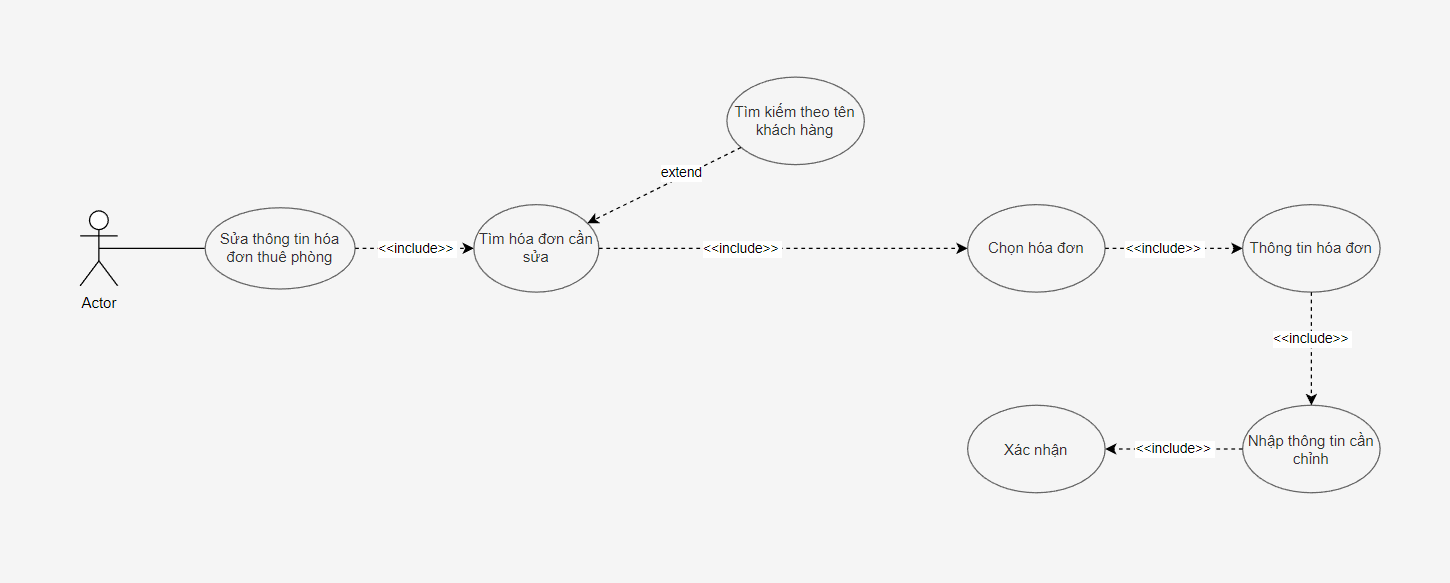 Tìm kiếm theo tên
khách hàng
extend
Sửa thông tin hóa
đơn thuê phòng
<<include>>
Tìm hóa đơn cần
sửa
<<include>>
Chọn hóa đơn
<<include>>
Thông tin hóa đơn
Actor
<<include>>
Xác nhận
<<include>>
Nhập thông tin cần
chỉnh